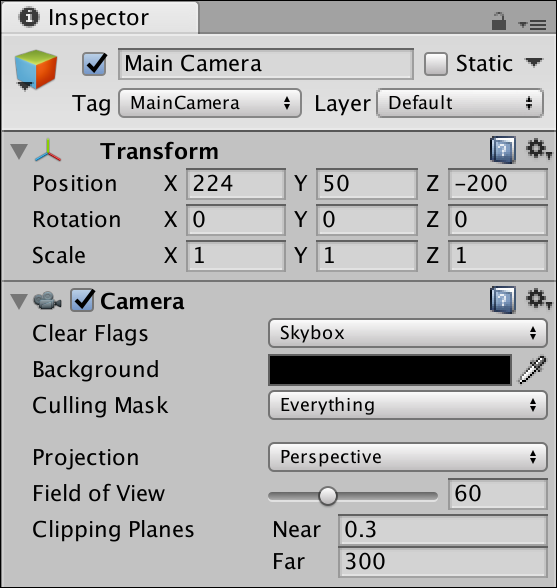 Inspector
Main Camera Static
Tag MainCamera Layer Default
Transform
Position X 224 Y 50 Z -200
Rotation X 0 Y 0 Z 0
Scale X 1 Y 1 Z 1
Camera
Clear Flags Skybox
Background
Culling Mask Everything
Projection Perspective
Field of View 60
Clipping Planes Near 0.3
Far 300